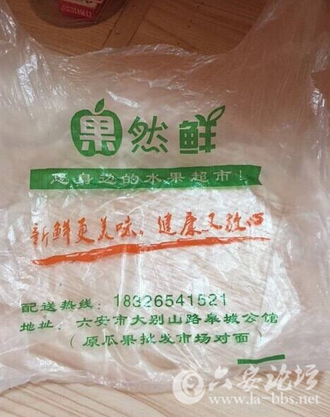 果然鲜
您身边的水果超市!
新鲜更美味,健康又放心
配送热线: 18326541521
地址: 六安市大别山路皋城公馆
(原瓜果批发市场对面)
六安论坛
www.la-bbs.net